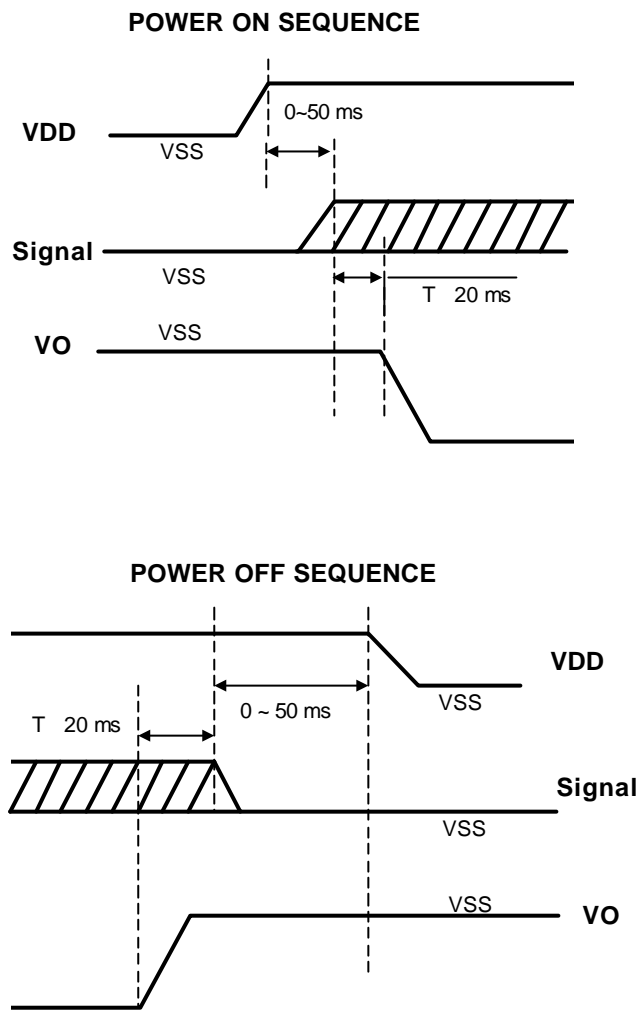 POWER ON SEQUENCE
0~50 ms
VDD
VSS
Signal
VSS
T 20 ms
VSS
VO
POWER OFF SEQUENCE
VDD
VSS
0 ~ 50 ms
T 20 ms
Signal
VSS
VSS
VO